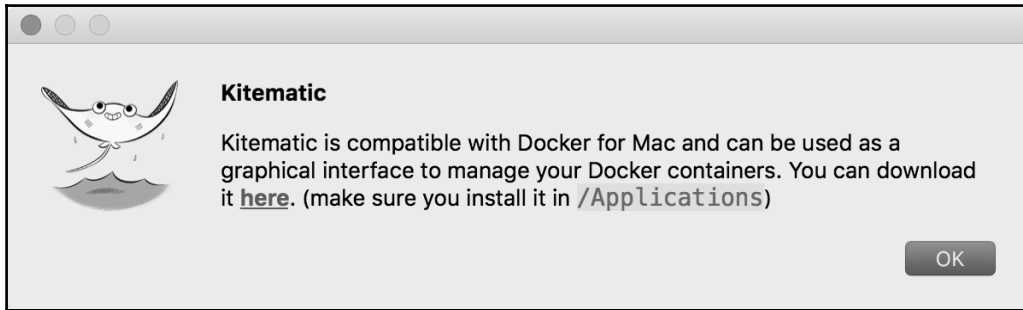 Kitematic
Kitematic is compatible with Docker for Mac and can be used as a
graphical interface to manage your Docker containers. You can download
it here. (make sure you install it in /Applications)
OK